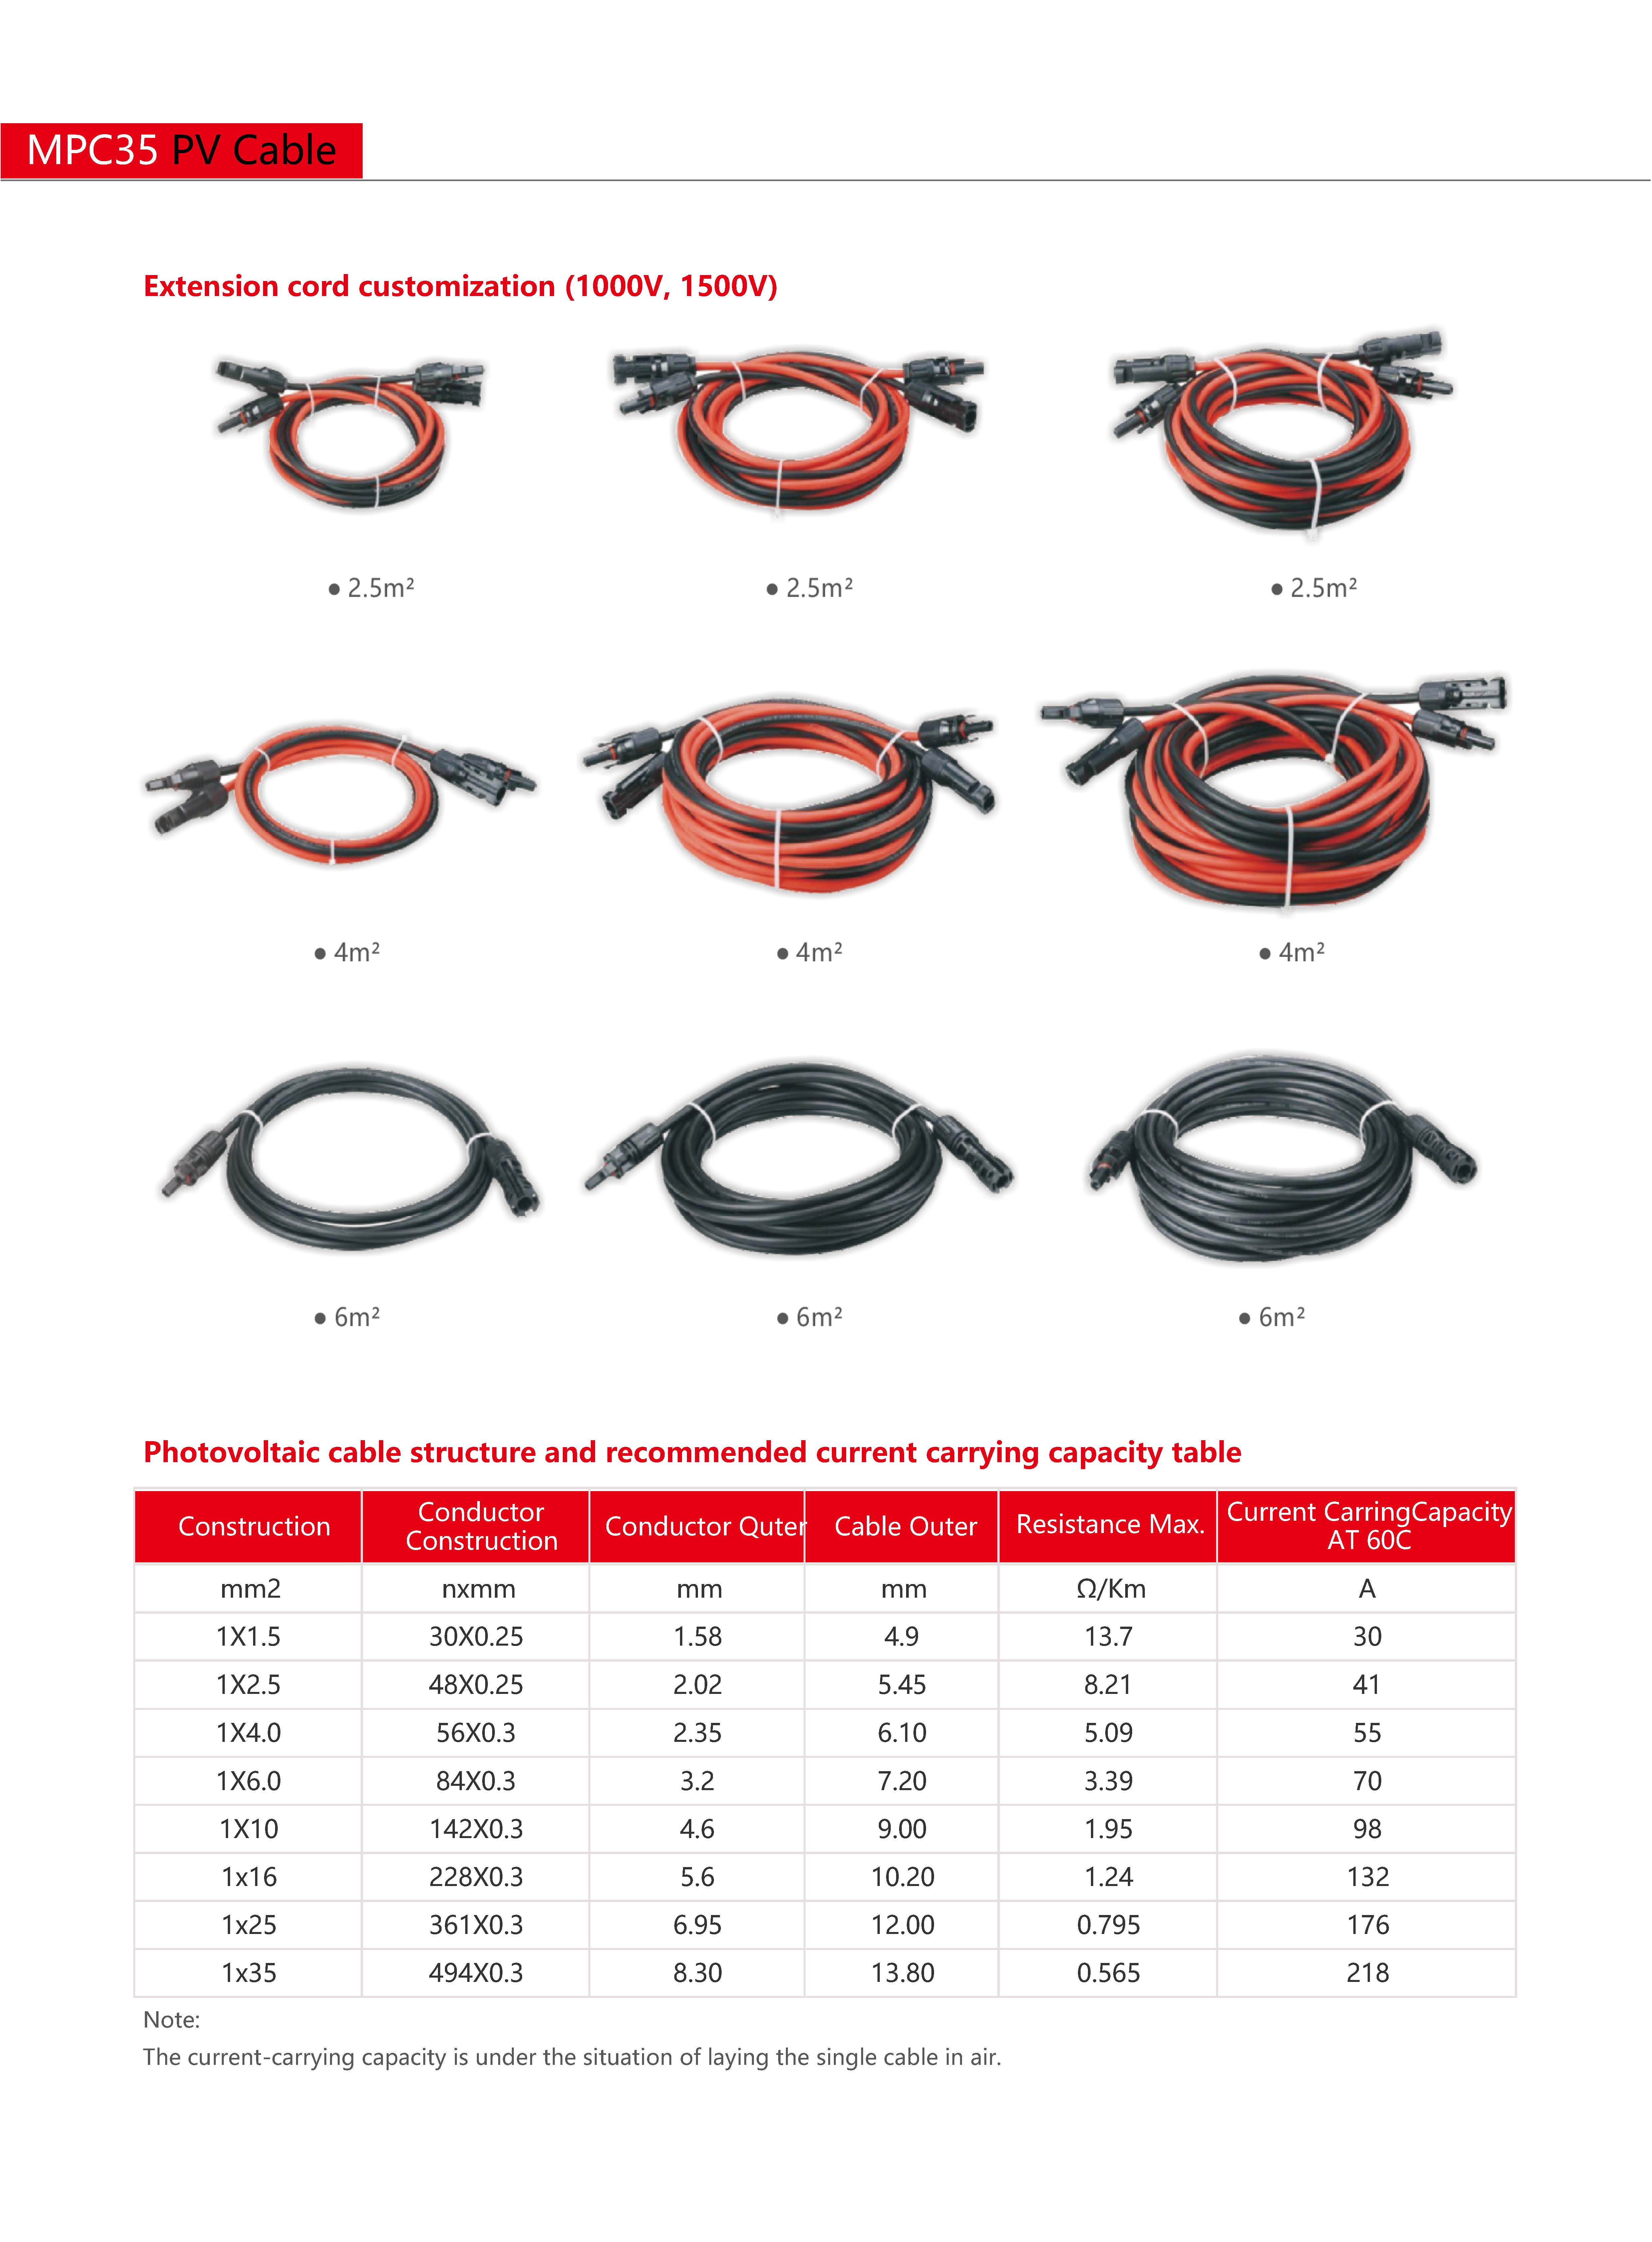 MPC35 PV Cable
Extension cord customization (1000V, 1500V)
● 2.5m² ● 2.5m² ● 2.5m²
● 4m² ● 4m² ● 4m²
● 6m² ● 6m² ● 6m²
Photovoltaic cable structure and recommended current carrying capacity table
Construction Conductor Construction Conductor Quter Cable Outer Resistance Max. Current CarringCapacity AT 60C
mm2 nxmm mm mm Ω/Km A
1X1.5 30X0.25 1.58 4.9 13.7 30
1X2.5 48X0.25 2.02 5.45 8.21 41
1X4.0 56X0.3 2.35 6.10 5.09 55
1X6.0 84X0.3 3.2 7.20 3.39 70
1X10 142X0.3 4.6 9.00 1.95 98
1x16 228X0.3 5.6 10.20 1.24 132
1x25 361X0.3 6.95 12.00 0.795 176
1x35 494X0.3 8.30 13.80 0.565 218
Note:
The current-carrying capacity is under the situation of laying the single cable in air.